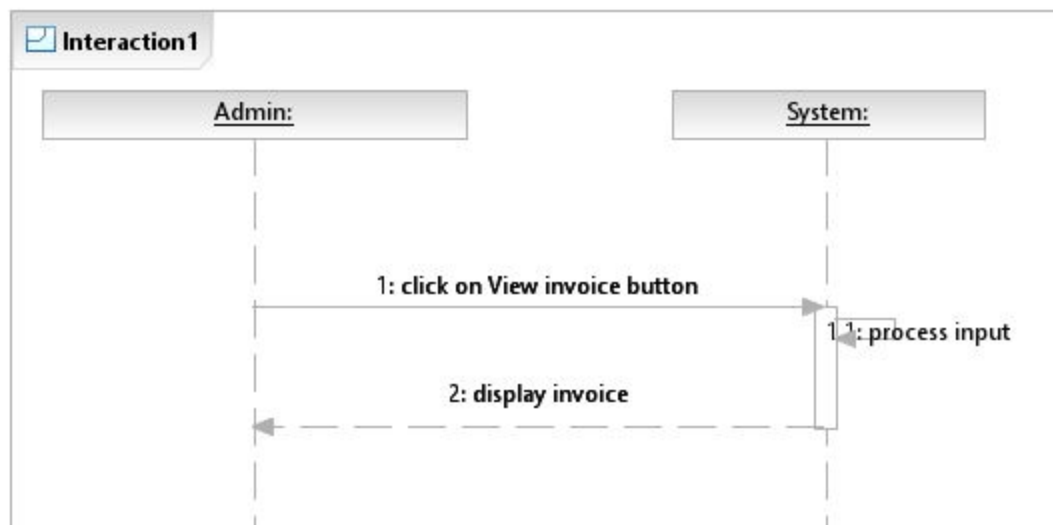 Interaction1
Admin:
System:
1: click on View invoice button
1.1: process input
2: display invoice